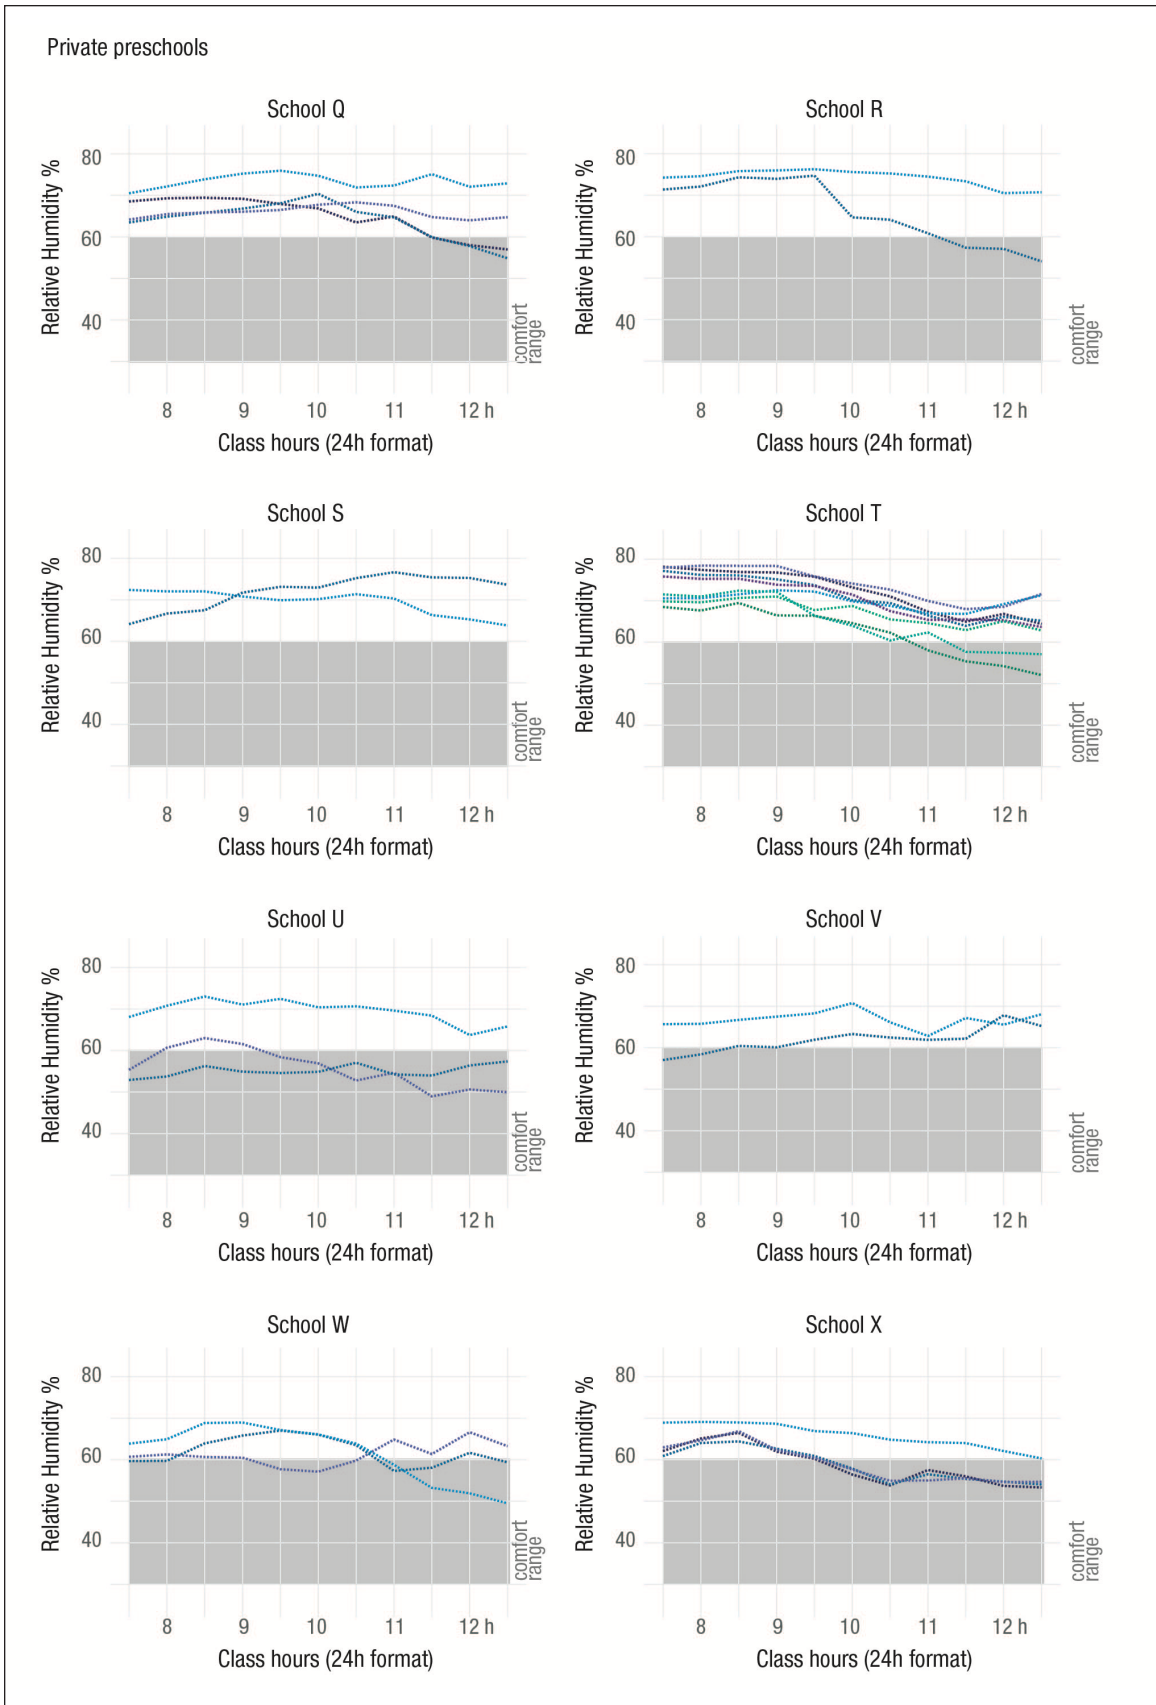 Private preschools
School Q
Relative Humidity %
80
60
40
comfort
range
8 9 10 11 12 h
Class hours (24h format)
School R
Relative Humidity %
80
60
40
comfort
range
8 9 10 11 12 h
Class hours (24h format)
School S
Relative Humidity %
80
60
40
comfort
range
8 9 10 11 12 h
Class hours (24h format)
School T
Relative Humidity %
80
60
40
comfort
range
8 9 10 11 12 h
Class hours (24h format)
School U
Relative Humidity %
80
60
40
comfort
range
8 9 10 11 12 h
Class hours (24h format)
School V
Relative Humidity %
80
60
40
comfort
range
8 9 10 11 12 h
Class hours (24h format)
School W
Relative Humidity %
80
60
40
comfort
range
8 9 10 11 12 h
Class hours (24h format)
School X
Relative Humidity %
80
60
40
comfort
range
8 9 10 11 12 h
Class hours (24h format)